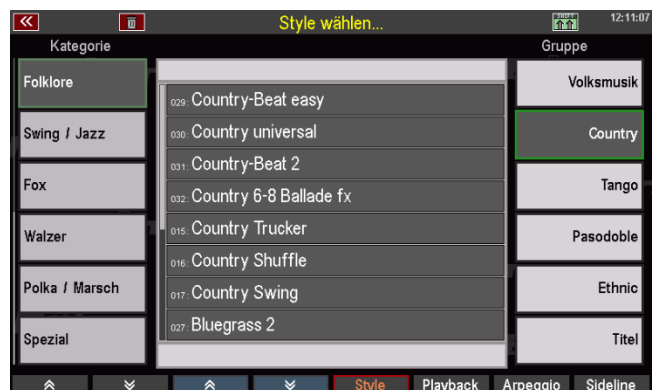 Style wählen...
SHIFT
12:11:07
Kategorie
Gruppe
Folklore
Swing / Jazz
Fox
Walzer
Polka / Marsch
Spezial
029: Country-Beat easy
030: Country universal
031: Country-Beat 2
032: Country 6-8 Ballade fx
015: Country Trucker
016: Country Shuffle
017: Country Swing
027: Bluegrass 2
Volksmusik
Country
Tango
Pasodoble
Ethnic
Titel
Style
Playback
Arpeggio
Sideline